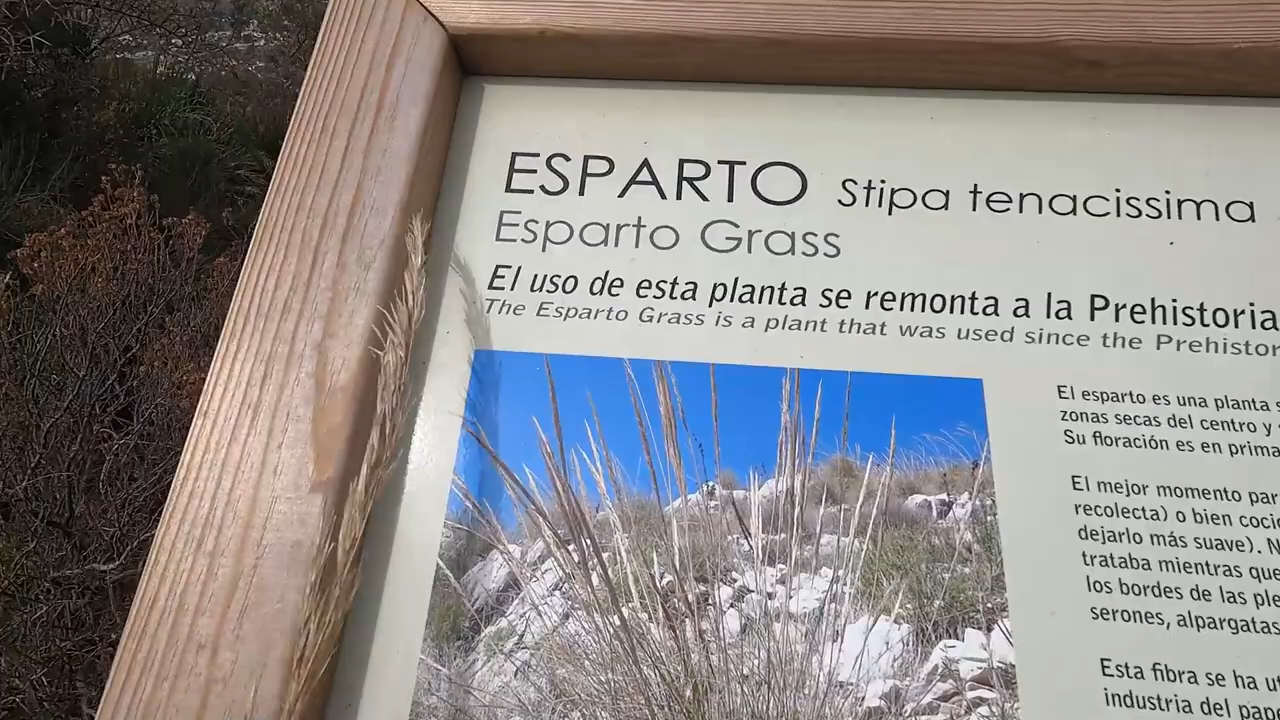 ESPARTO Stipa tenacissima
Esparto Grass
El uso de esta planta se remonta a la Prehistoria
The Esparto Grass is a plant that was used since the Prehistor
El esparto es una planta
zonas secas del centro y
Su floración es en prima
El mejor momento par
recolecta) o bien coci
dejarlo más suave). N
trataba mientras que
los bordes de las ple
serones, alpargatas
Esta fibra se ha ut
industria del pape